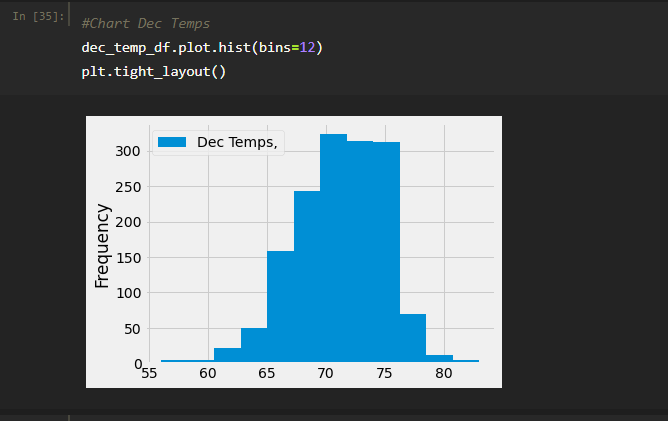 In [35]:
#Chart Dec Temps
dec_temp_df.plot.hist(bins=12)
plt.tight_layout()
Dec Temps,
Frequency
300
250
200
150
100
50
0
55 60 65 70 75 80